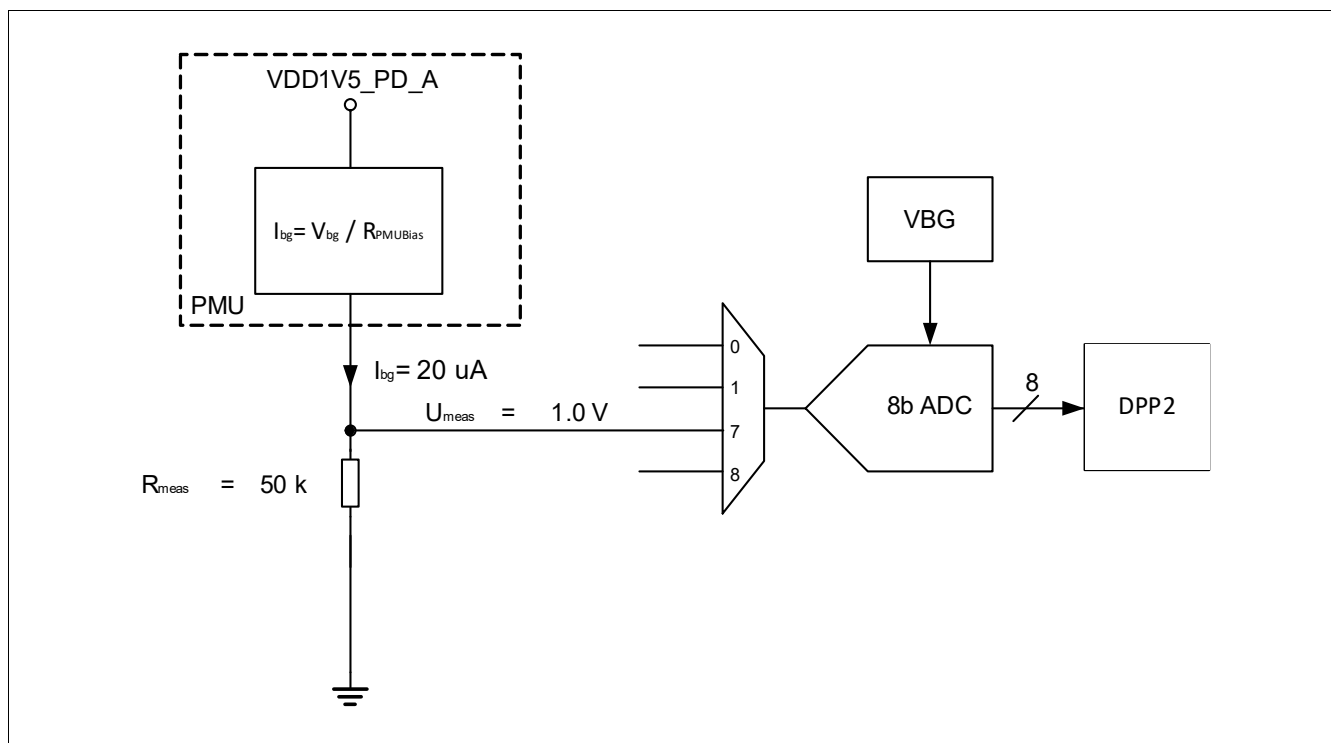 VDD1V5_PD_A
Ibg= Vbg / RPMUBias
PMU
Ibg= 20 uA
Umeas = 1.0 V
Rmeas = 50 k
0
1
7
8
VBG
8b ADC
8
DPP2